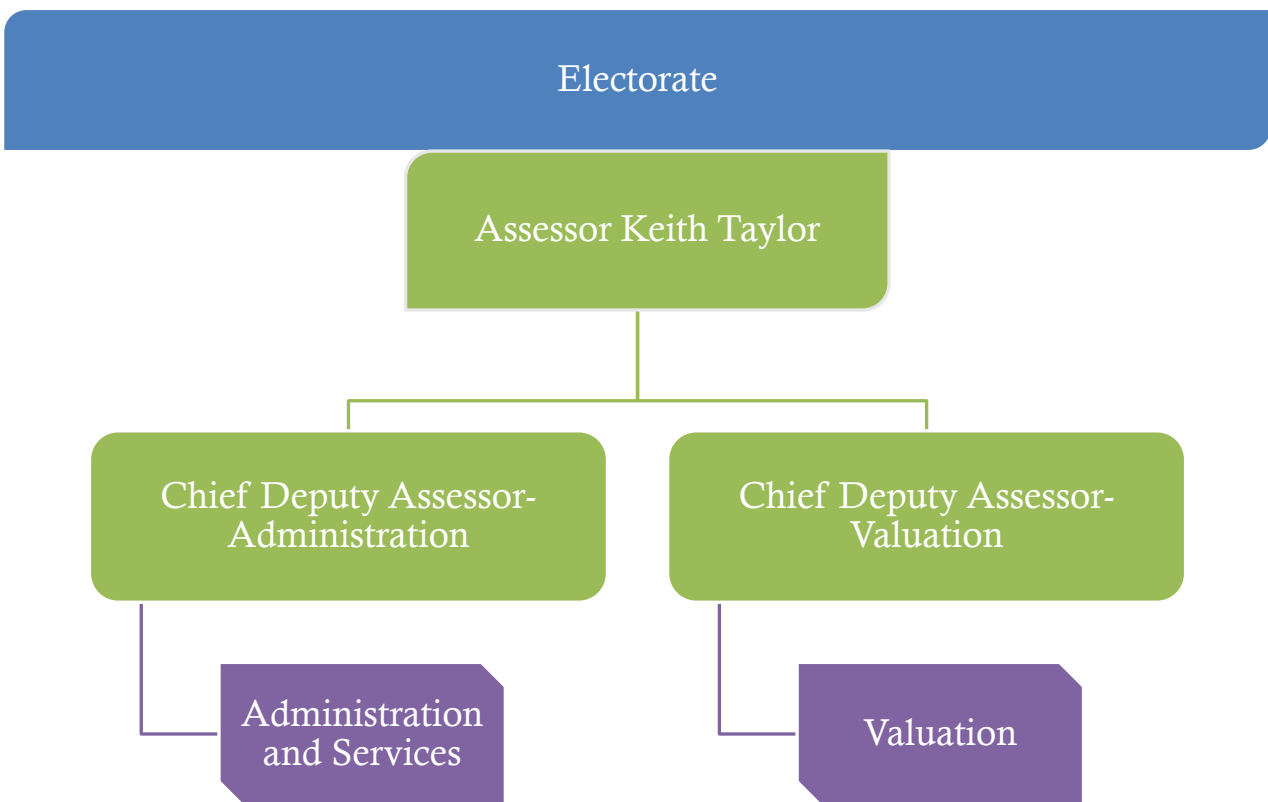 Electorate
Assessor Keith Taylor
Chief Deputy Assessor-
Administration
Chief Deputy Assessor-
Valuation
Administration
and Services
Valuation